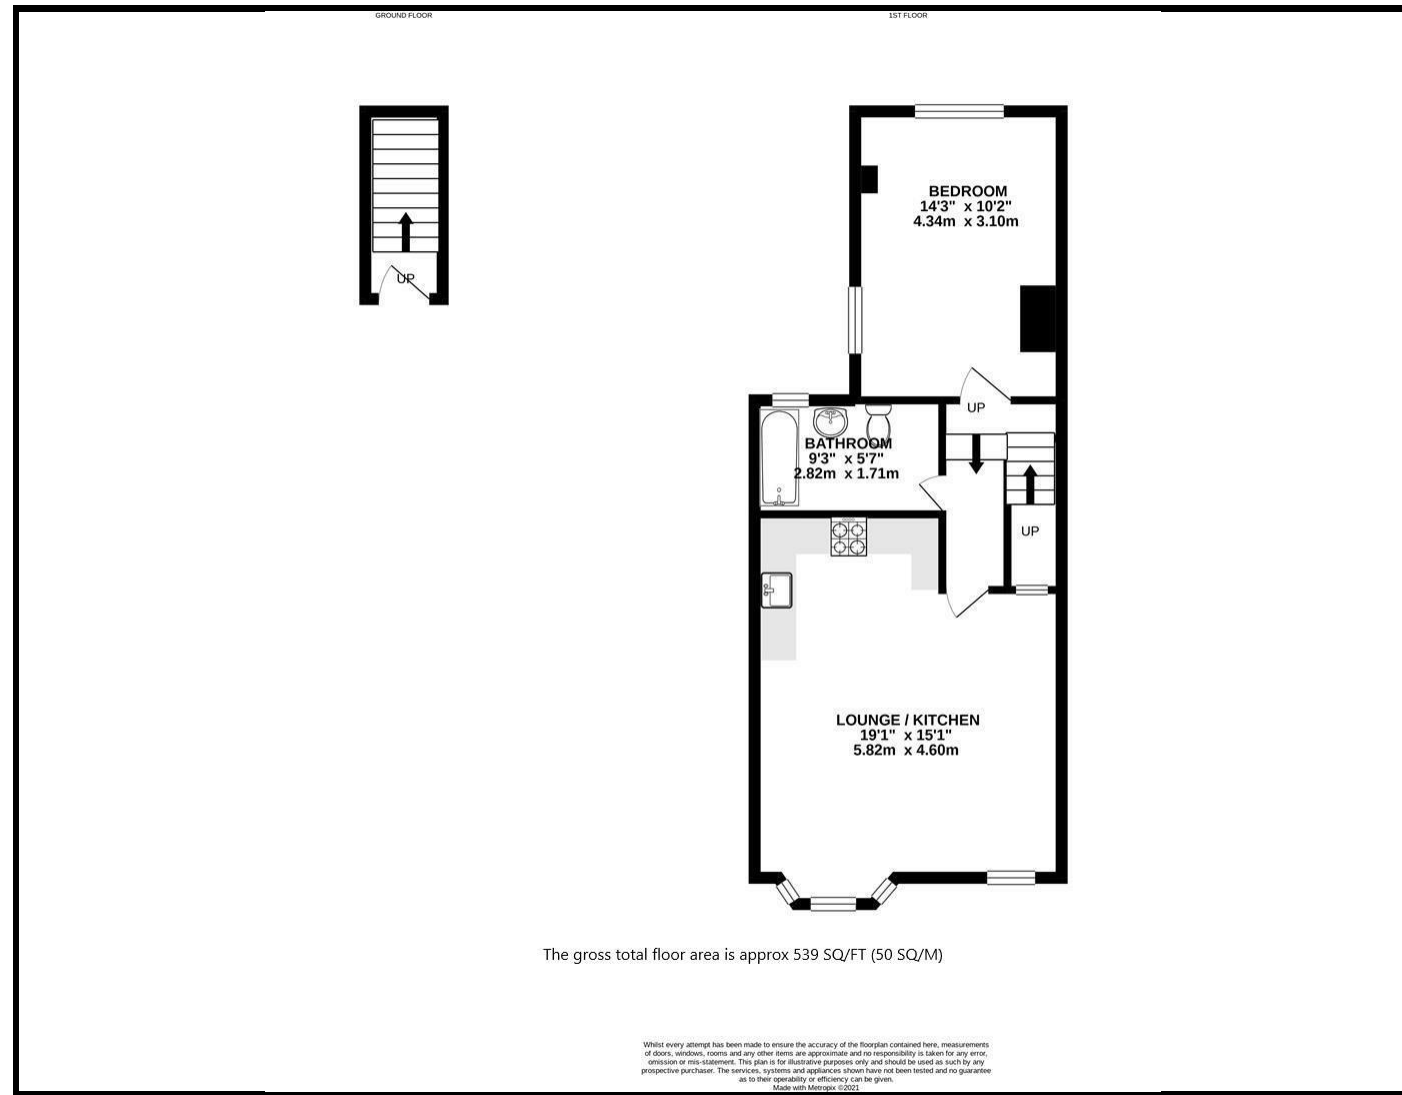 GROUND FLOOR
1ST FLOOR
UP
BEDROOM
14'3" x 10'2"
4.34m x 3.10m
UP
BATHROOM
9'3" x 5'7"
2.82m x 1.71m
UP
LOUNGE / KITCHEN
19'1" x 15'1"
5.82m x 4.60m
The gross total floor area is approx 539 SQ/FT (50 SQ/M)
Whilst every attempt has been made to ensure the accuracy of the floorplan contained here, measurements
of doors, windows, rooms and any other items are approximate and no responsibility is taken for any error,
omission or mis-statement. This plan is for illustrative purposes only and should be used as such by any
prospective purchaser. The services, systems and appliances shown have not been tested and no guarantee
as to their operability or efficiency can be given.
Made with Metropix ©2021